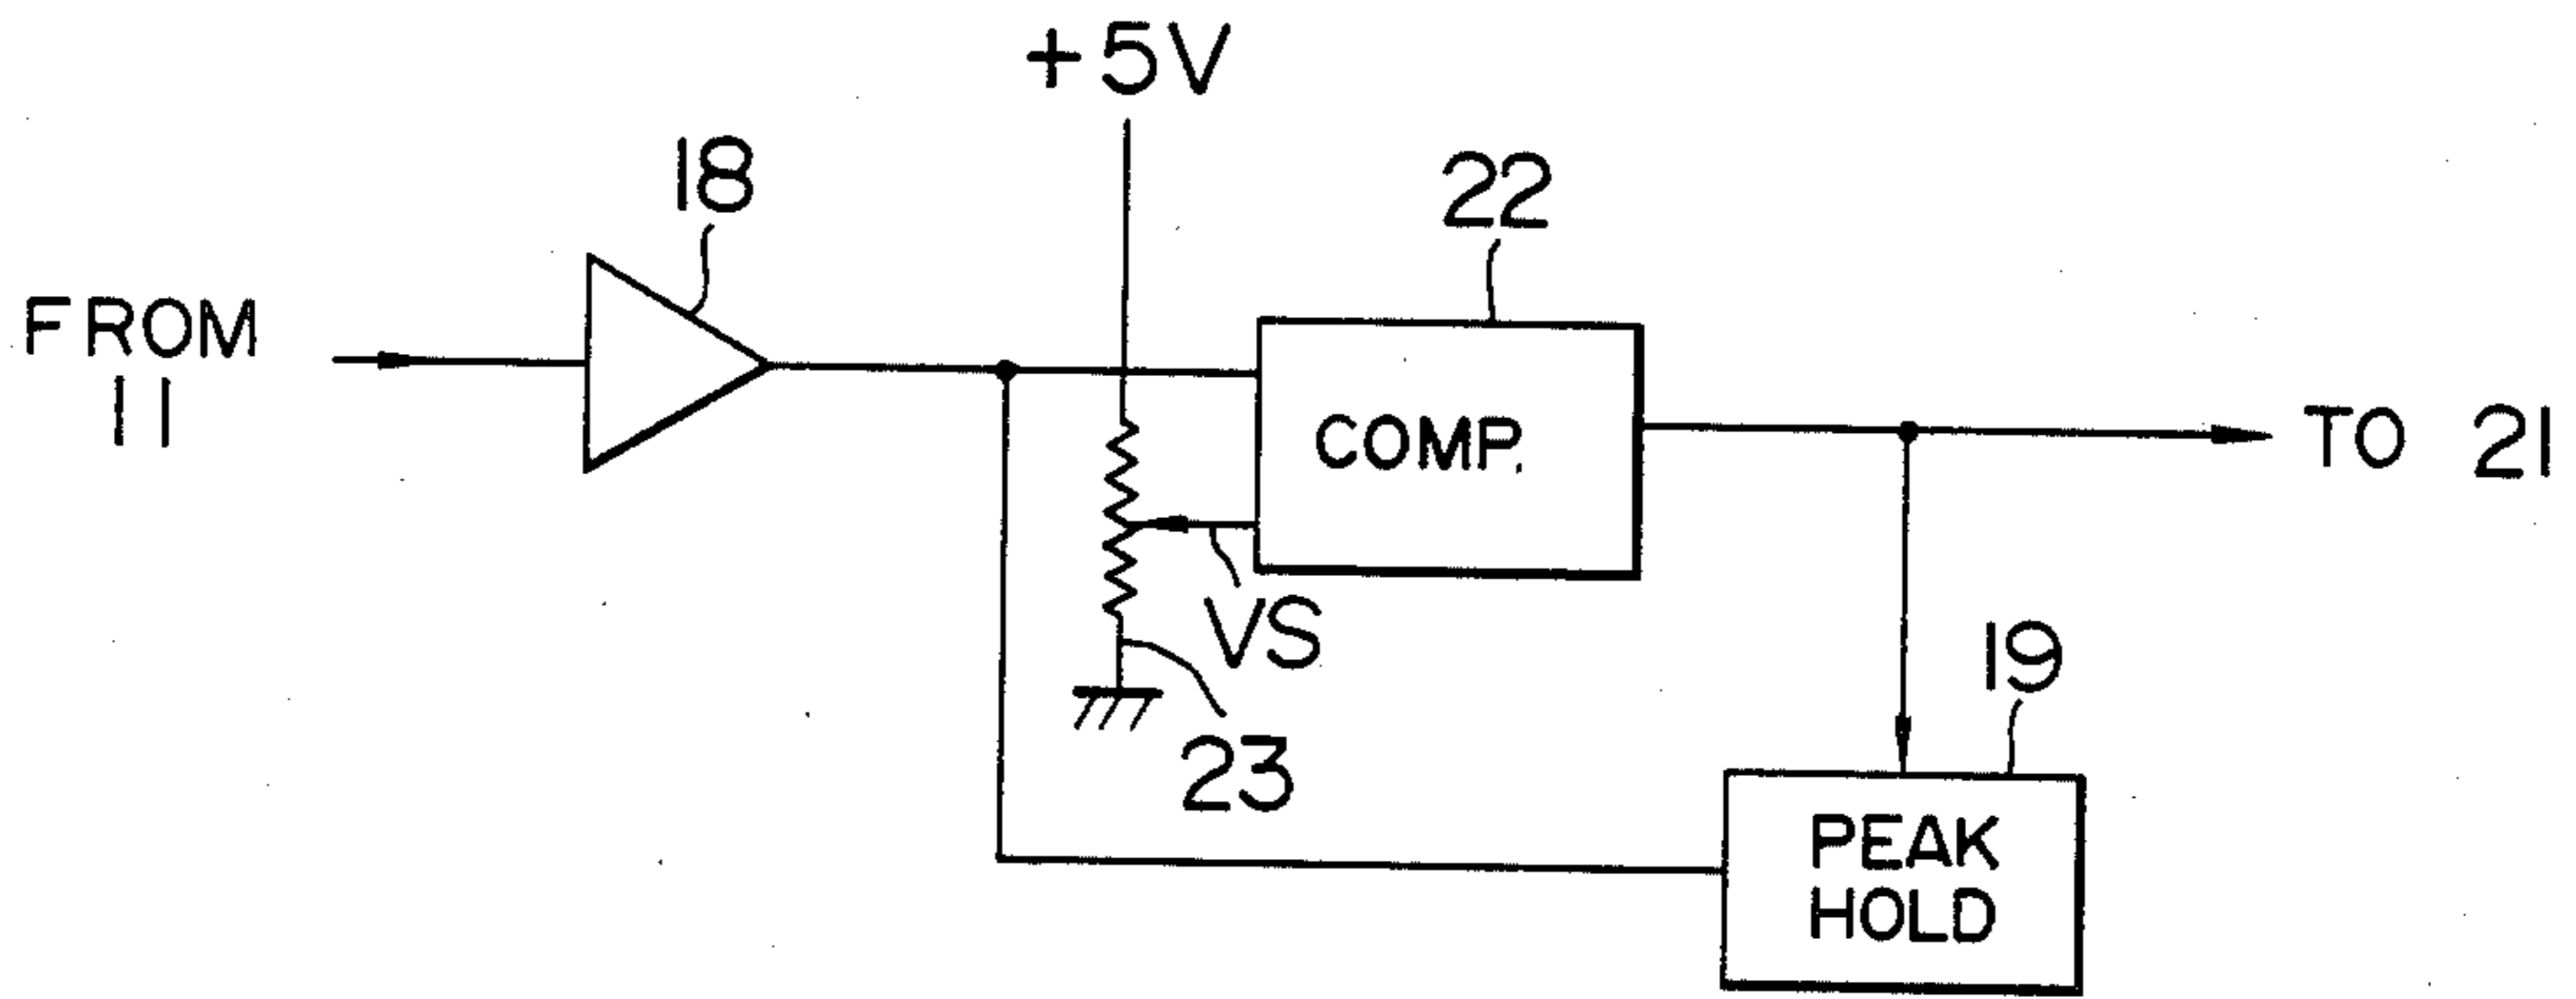 +5V
18
22
FROM
11
COMP.
TO 21
VS
19
23
PEAK
HOLD